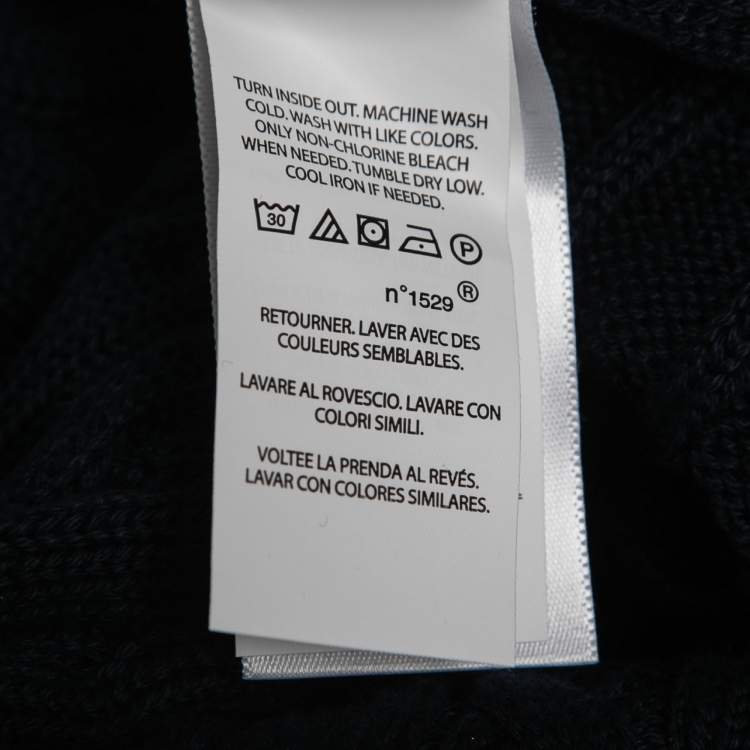 TURN INSIDE OUT. MACHINE WASH
COLD. WASH WITH LIKE COLORS.
ONLY NON-CHLORINE BLEACH
WHEN NEEDED. TUMBLE DRY LOW.
COOL IRON IF NEEDED.
30 P
n°1529 ®
RETOURNER. LAVER AVEC DES
COULEURS SEMBLABLES.
LAVARE AL ROVESCIO. LAVARE CON
COLORI SIMILI.
VOLTEE LA PRENDA AL REVÉS.
LAVAR CON COLORES SIMILARES.